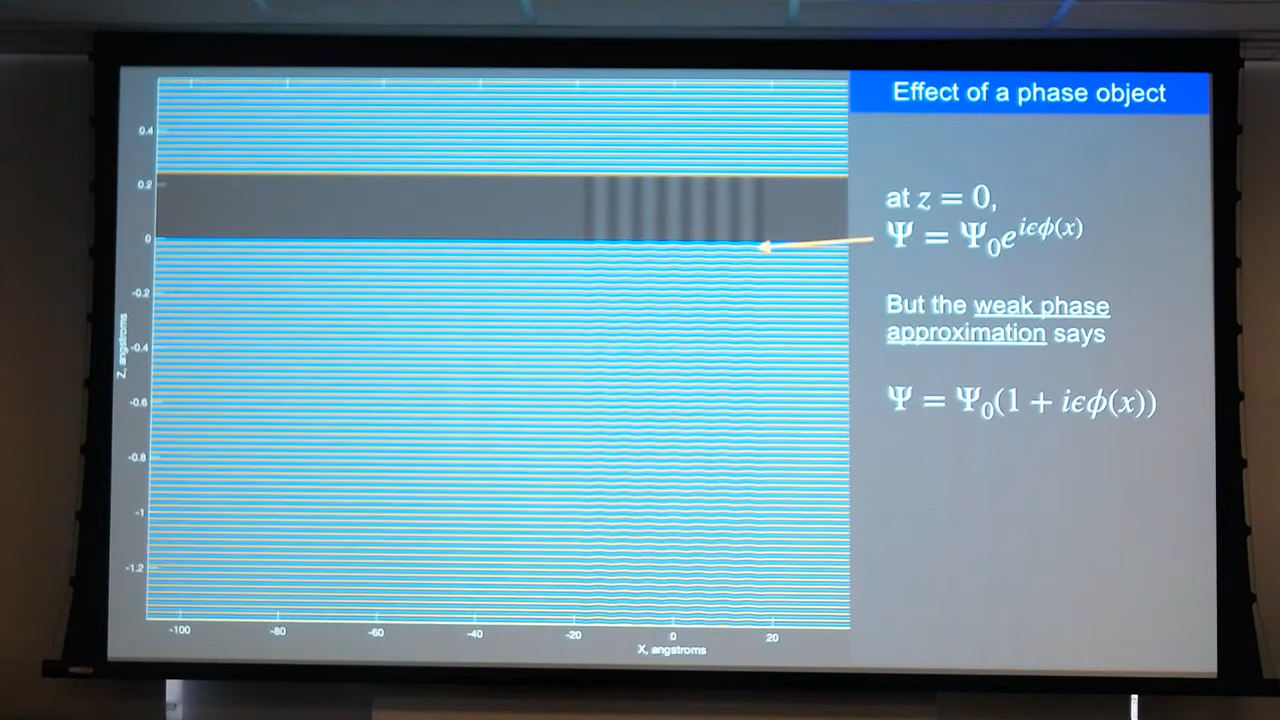 Effect of a phase object
at z = 0,
Ψ = Ψ₀e^{iϵϕ(x)}
But the weak phase
approximation says
Ψ = Ψ₀(1 + iϵϕ(x))
0.4
0.2
0
-0.2
-0.4
-0.6
-0.8
-1
-1.2
Z, angstroms
-100 -80 -60 -40 -20 0 20
X, angstroms